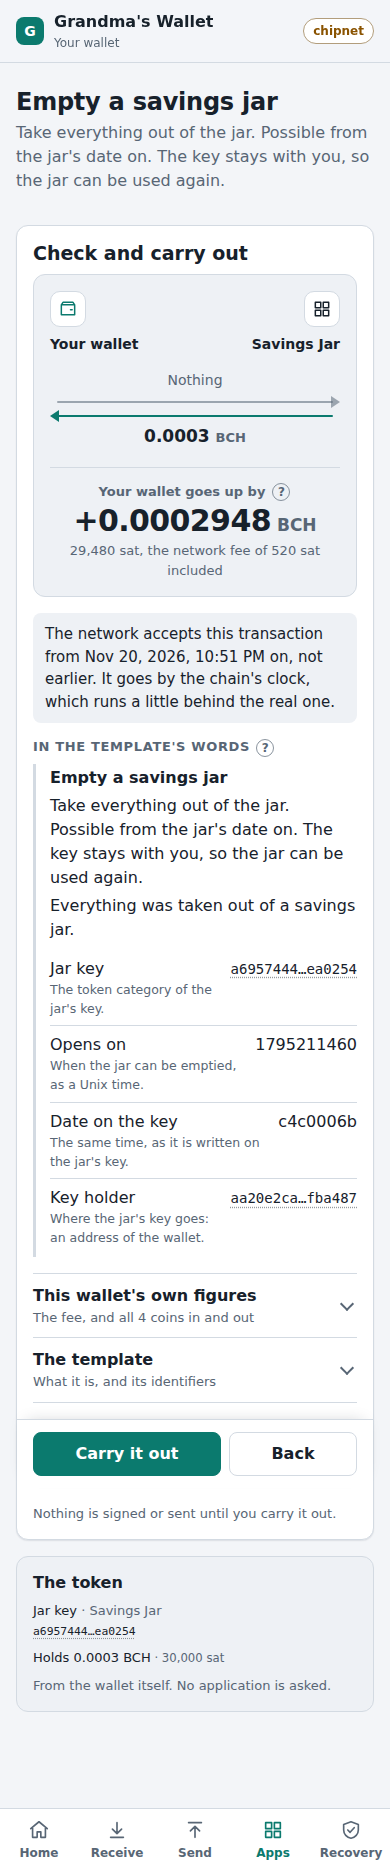 G
Grandma's Wallet
Your wallet
chipnet
Empty a savings jar
Take everything out of the jar. Possible from
the jar's date on. The key stays with you, so
the jar can be used again.
Check and carry out
Your wallet
Savings Jar
Nothing
0.0003 BCH
Your wallet goes up by ?
+0.0002948 BCH
29,480 sat, the network fee of 520 sat
included
The network accepts this transaction
from Nov 20, 2026, 10:51 PM on, not
earlier. It goes by the chain's clock,
which runs a little behind the real one.
IN THE TEMPLATE'S WORDS ?
Empty a savings jar
Take everything out of the jar.
Possible from the jar's date on. The
key stays with you, so the jar can be
used again.
Everything was taken out of a savings
jar.
Jar key a6957444…ea0254
The token category of the
jar's key.
Opens on 1795211460
When the jar can be emptied,
as a Unix time.
Date on the key c4c0006b
The same time, as it is written on
the jar's key.
Key holder aa20e2ca…fba487
Where the jar's key goes:
an address of the wallet.
This wallet's own figures
The fee, and all 4 coins in and out
The template
What it is, and its identifiers
Carry it out
Back
Nothing is signed or sent until you carry it out.
The token
Jar key · Savings Jar
a6957444…ea0254
Holds 0.0003 BCH · 30,000 sat
From the wallet itself. No application is asked.
Home
Receive
Send
Apps
Recovery